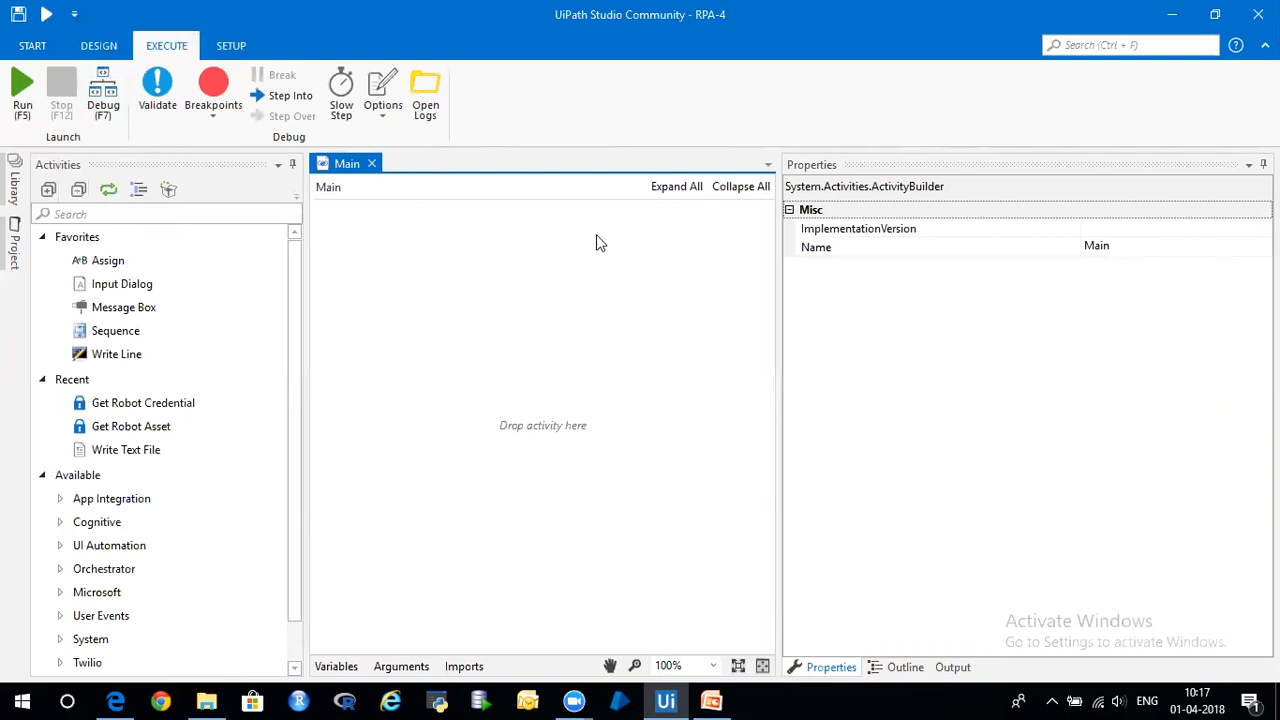 UiPath Studio Community - RPA-4
START
DESIGN
EXECUTE
SETUP
Search (Ctrl + F)
Run
(F5)
Stop
(F12)
Debug
(F7)
Validate
Breakpoints
Break
Step Into
Step Over
Slow
Step
Options
Open
Logs
Launch
Debug
Library
Project
Activities
Search
Favorites
Assign
A+B
Input Dialog
Message Box
Sequence
Write Line
Recent
Get Robot Credential
Get Robot Asset
Write Text File
Available
App Integration
Cognitive
UI Automation
Orchestrator
Microsoft
User Events
System
Twilio
Main
Main
Expand All
Collapse All
Drop activity here
Variables
Arguments
Imports
100%
Properties
System.Activities.ActivityBuilder
Misc
ImplementationVersion
Name
Main
Activate Windows
Go to Settings to activate Windows.
Properties
Outline
Output
Ui
ENG
10:17
01-04-2018